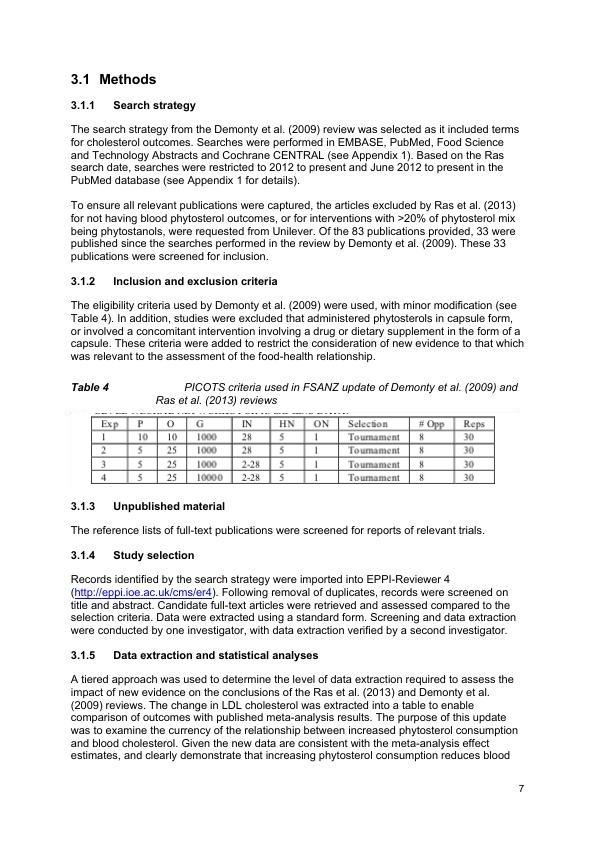 3.1 Methods
3.1.1 Search strategy
The search strategy from the Demonty et al. (2009) review was selected as it included terms
for cholesterol outcomes. Searches were performed in EMBASE, PubMed, Food Science
and Technology Abstracts and Cochrane CENTRAL (see Appendix 1). Based on the Ras
search date, searches were restricted to 2012 to present and June 2012 to present in the
PubMed database (see Appendix 1 for details).
To ensure all relevant publications were captured, the articles excluded by Ras et al. (2013)
for not having blood phytosterol outcomes, or for interventions with >20% of phytosterol mix
being phytostanols, were requested from Unilever. Of the 83 publications provided, 33 were
published since the searches performed in the review by Demonty et al. (2009). These 33
publications were screened for inclusion.
3.1.2 Inclusion and exclusion criteria
The eligibility criteria used by Demonty et al. (2009) were used, with minor modification (see
Table 4). In addition, studies were excluded that administered phytosterols in capsule form,
or involved a concomitant intervention involving a drug or dietary supplement in the form of a
capsule. These criteria were added to restrict the consideration of new evidence to that which
was relevant to the assessment of the food-health relationship.
Table 4 PICOTS criteria used in FSANZ update of Demonty et al. (2009) and
Ras et al. (2013) reviews
Exp P O G IN HN ON Selection # Opp Reps
1 10 10 1000 28 5 1 Tournament 8 30
2 5 25 1000 28 5 1 Tournament 8 30
3 5 25 1000 2-28 5 1 Tournament 8 30
4 5 25 10000 2-28 5 1 Tournament 8 30
3.1.3 Unpublished material
The reference lists of full-text publications were screened for reports of relevant trials.
3.1.4 Study selection
Records identified by the search strategy were imported into EPPI-Reviewer 4
(http://eppi.ioe.ac.uk/cms/er4). Following removal of duplicates, records were screened on
title and abstract. Candidate full-text articles were retrieved and assessed compared to the
selection criteria. Data were extracted using a standard form. Screening and data extraction
were conducted by one investigator, with data extraction verified by a second investigator.
3.1.5 Data extraction and statistical analyses
A tiered approach was used to determine the level of data extraction required to assess the
impact of new evidence on the conclusions of the Ras et al. (2013) and Demonty et al.
(2009) reviews. The change in LDL cholesterol was extracted into a table to enable
comparison of outcomes with published meta-analysis results. The purpose of this update
was to examine the currency of the relationship between increased phytosterol consumption
and blood cholesterol. Given the new data are consistent with the meta-analysis effect
estimates, and clearly demonstrate that increasing phytosterol consumption reduces blood
7